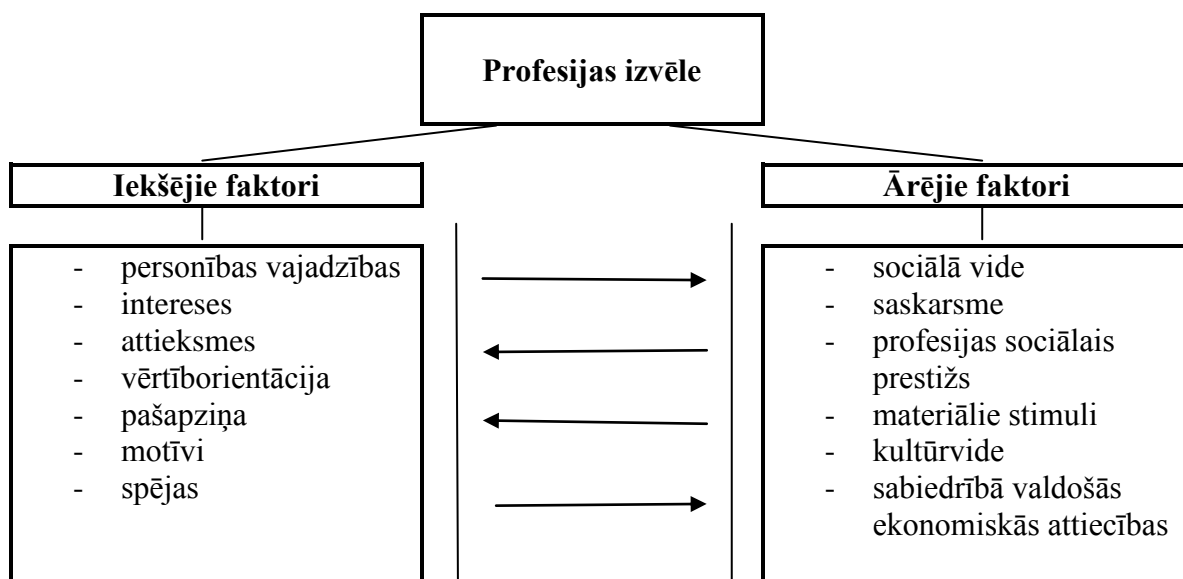 Profesijas izvēle
Iekšējie faktori
Ārējie faktori
- personības vajadzības
- intereses
- attieksmes
- vērtīborientācija
- pašapziņa
- motīvi
- spējas
- sociālā vide
- saskarsme
- profesijas sociālais
prestižs
- materiālie stimuli
- kultūrvide
- sabiedrībā valdošās
ekonomiskās attiecības